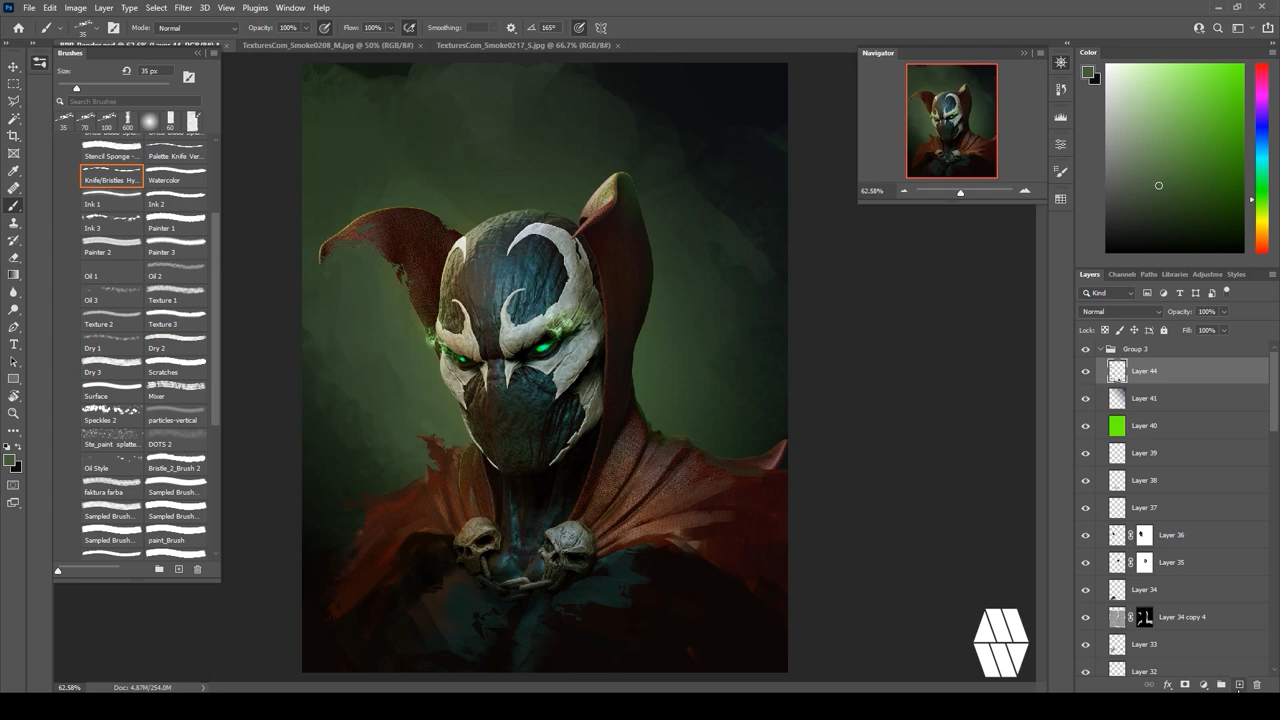 Ps File Edit Image Layer Type Select Filter 3D View Plugins Window Help
35 Mode: Normal Opacity: 100% Flow: 100% Smoothing: 165°
TexturesCom_Smoke0208_M.jpg @ 50% (RGB/8#) × TexturesCom_Smoke0217_S.jpg @ 66.7% (RGB/8#) ×
Brushes
Size: 35 px
Search Brushes
35 70 100 600 60
Stencil Sponge -... Palette Knife Ver...
Knife/Bristles Hy... Watercolor
Ink 1 Ink 2
Ink 3 Painter 1
Painter 2 Painter 3
Oil 1 Oil 2
Oil 3 Texture 1
Texture 2 Texture 3
Dry 1 Dry 2
Dry 3 Scratches
Surface Mixer
Speckles 2 particles-vertical
Ste_paint splatte... DOTS 2
Oil Style Bristle_2_Brush 2
faktura farba Sampled Brush...
Sampled Brush... Sampled Brush...
Sampled Brush... paint_Brush
62.58% Doc: 4.87M/254.0M
Navigator
62.58%
Color
Layers Channels Paths Libraries Adjustme Styles
Kind
Normal Opacity: 100%
Lock: Fill: 100%
Group 3
Layer 44
Layer 41
Layer 40
Layer 39
Layer 38
Layer 37
Layer 36
Layer 35
Layer 34
Layer 34 copy 4
Layer 33
Layer 32